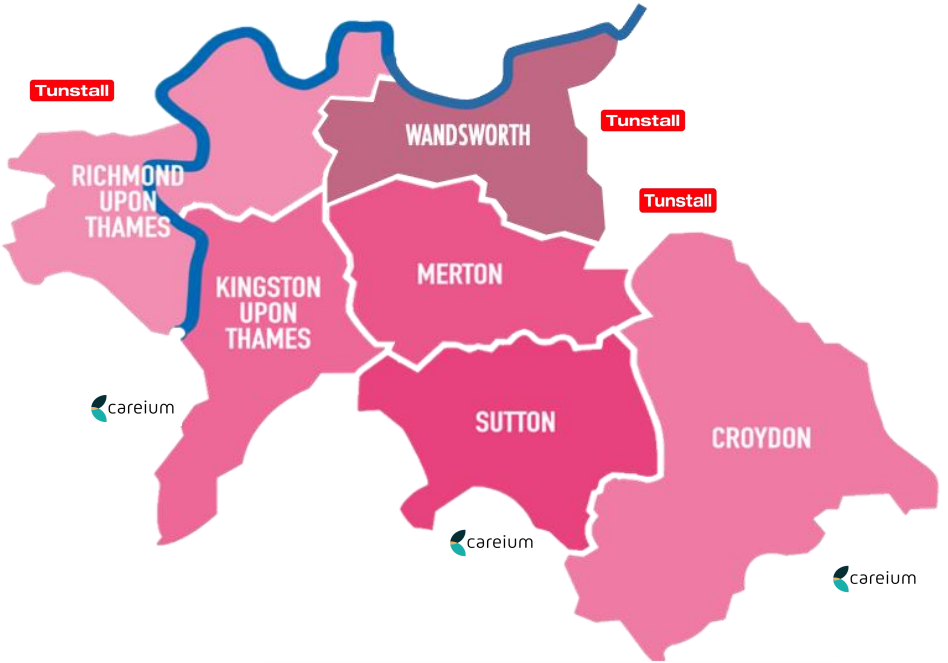 Tunstall
Tunstall
WANDSWORTH
RICHMOND
UPON
THAMES
Tunstall
MERTON
KINGSTON
UPON
THAMES
careium
SUTTON
CROYDON
careium
careium